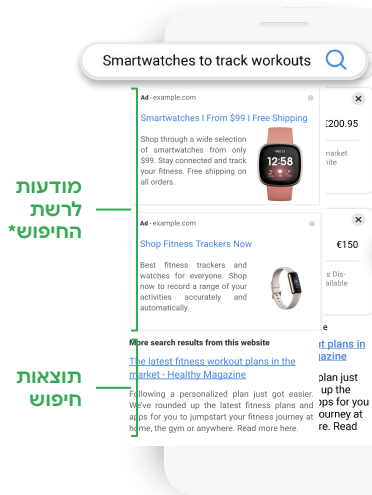 Smartwatches to track workouts
Ad - example.com
Smartwatches I From $99 I Free Shipping
Shop through a wide selection
of smartwatches from only
$99. Stay connected and track
your fitness. Free shipping on
all orders.
12:58
מודעות
לרשת
החיפוש*
Ad - example.com
Shop Fitness Trackers Now
Best fitness trackers and
watches for everyone. Shop
now to record a range of your
activities accurately and
automatically.
More search results from this website
The latest fitness workout plans in the
market - Healthy Magazine
Following a personalized plan just got easier.
We've rounded up the latest fitness plans and
apps for you to jumpstart your fitness journey at
home, the gym or anywhere. Read more here.
תוצאות
חיפוש
£200.95
€150
s Dis-
plans in
plan just
up the
for you
ourney at
re. Read